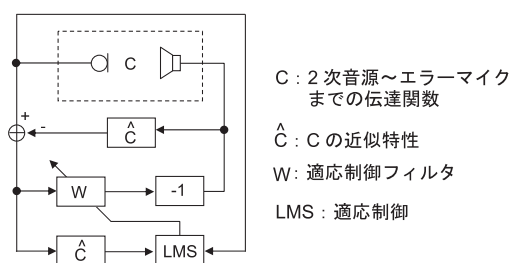 C
+
-
Ĉ
W
-1
Ĉ
LMS
C：2次音源～エラーマイク
までの伝達関数
Ĉ：Cの近似特性
W：適応制御フィルタ
LMS：適応制御